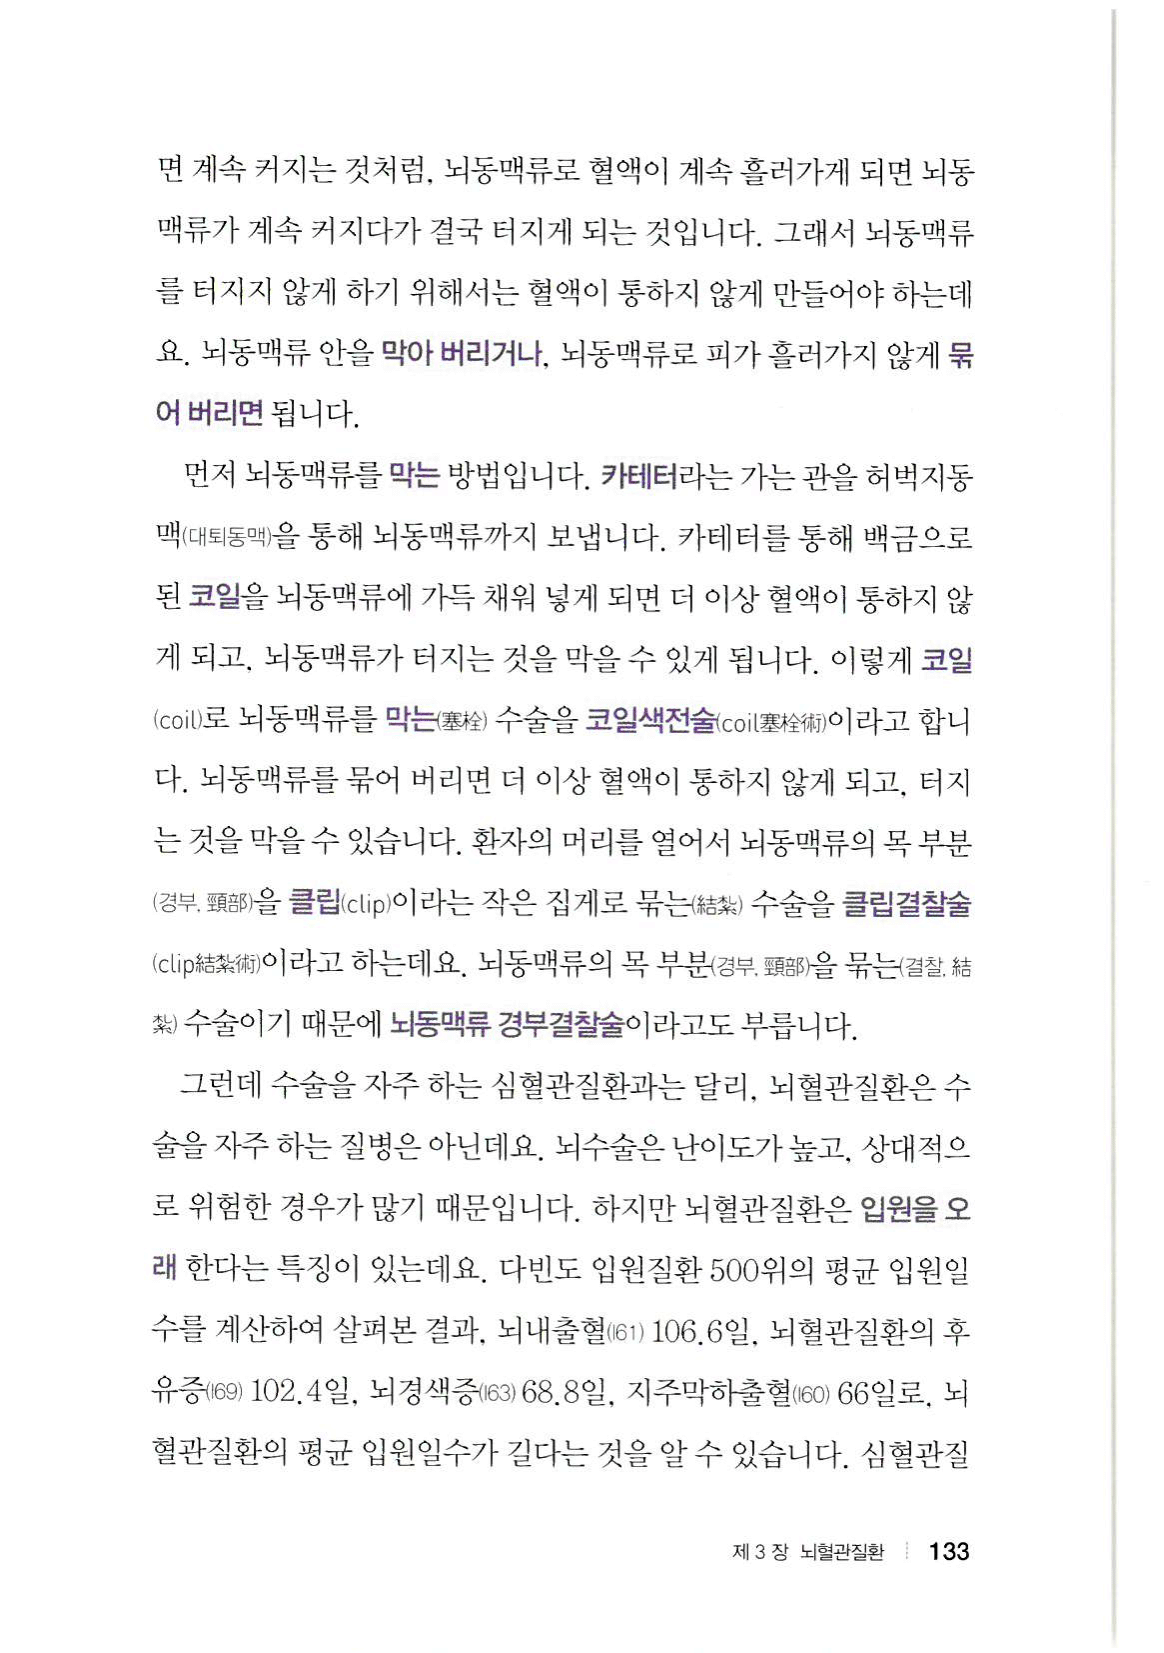 면 계속 커지는 것처럼, 뇌동맥류로 혈액이 계속 흘러가게 되면 뇌동
맥류가 계속 커지다가 결국 터지게 되는 것입니다. 그래서 뇌동맥류
를 터지지 않게 하기 위해서는 혈액이 통하지 않게 만들어야 하는데
요. 뇌동맥류 안을 막아 버리거나, 뇌동맥류로 피가 흘러가지 않게 묶
어 버리면 됩니다.
먼저 뇌동맥류를 막는 방법입니다. 카테터라는 가는 관을 허벅지동
맥(대퇴동맥)을 통해 뇌동맥류까지 보냅니다. 카테터를 통해 백금으로
된 코일을 뇌동맥류에 가득 채워 넣게 되면 더 이상 혈액이 통하지 않
게 되고, 뇌동맥류가 터지는 것을 막을 수 있게 됩니다. 이렇게 코일
(coil)로 뇌동맥류를 막는(塞栓) 수술을 코일색전술(coil塞栓術)이라고 합니
다. 뇌동맥류를 묶어 버리면 더 이상 혈액이 통하지 않게 되고, 터지
는 것을 막을 수 있습니다. 환자의 머리를 열어서 뇌동맥류의 목 부분
(경부, 頸部)을 클립(clip)이라는 작은 집게로 묶는(結紮) 수술을 클립결찰술
(clip結紮術)이라고 하는데요. 뇌동맥류의 목 부분(경부, 頸部)을 묶는(결찰, 結
紮) 수술이기 때문에 뇌동맥류 경부결찰술이라고도 부릅니다.
그런데 수술을 자주 하는 심혈관질환과는 달리, 뇌혈관질환은 수
술을 자주 하는 질병은 아닌데요. 뇌수술은 난이도가 높고, 상대적으
로 위험한 경우가 많기 때문입니다. 하지만 뇌혈관질환은 입원을 오
래 한다는 특징이 있는데요. 다빈도 입원질환 500위의 평균 입원일
수를 계산하여 살펴본 결과, 뇌내출혈(I61) 106.6일, 뇌혈관질환의 후
유증(I69) 102.4일, 뇌경색증(I63) 68.8일, 지주막하출혈(I60) 66일로, 뇌
혈관질환의 평균 입원일수가 길다는 것을 알 수 있습니다. 심혈관질
제 3 장 뇌혈관질환 133